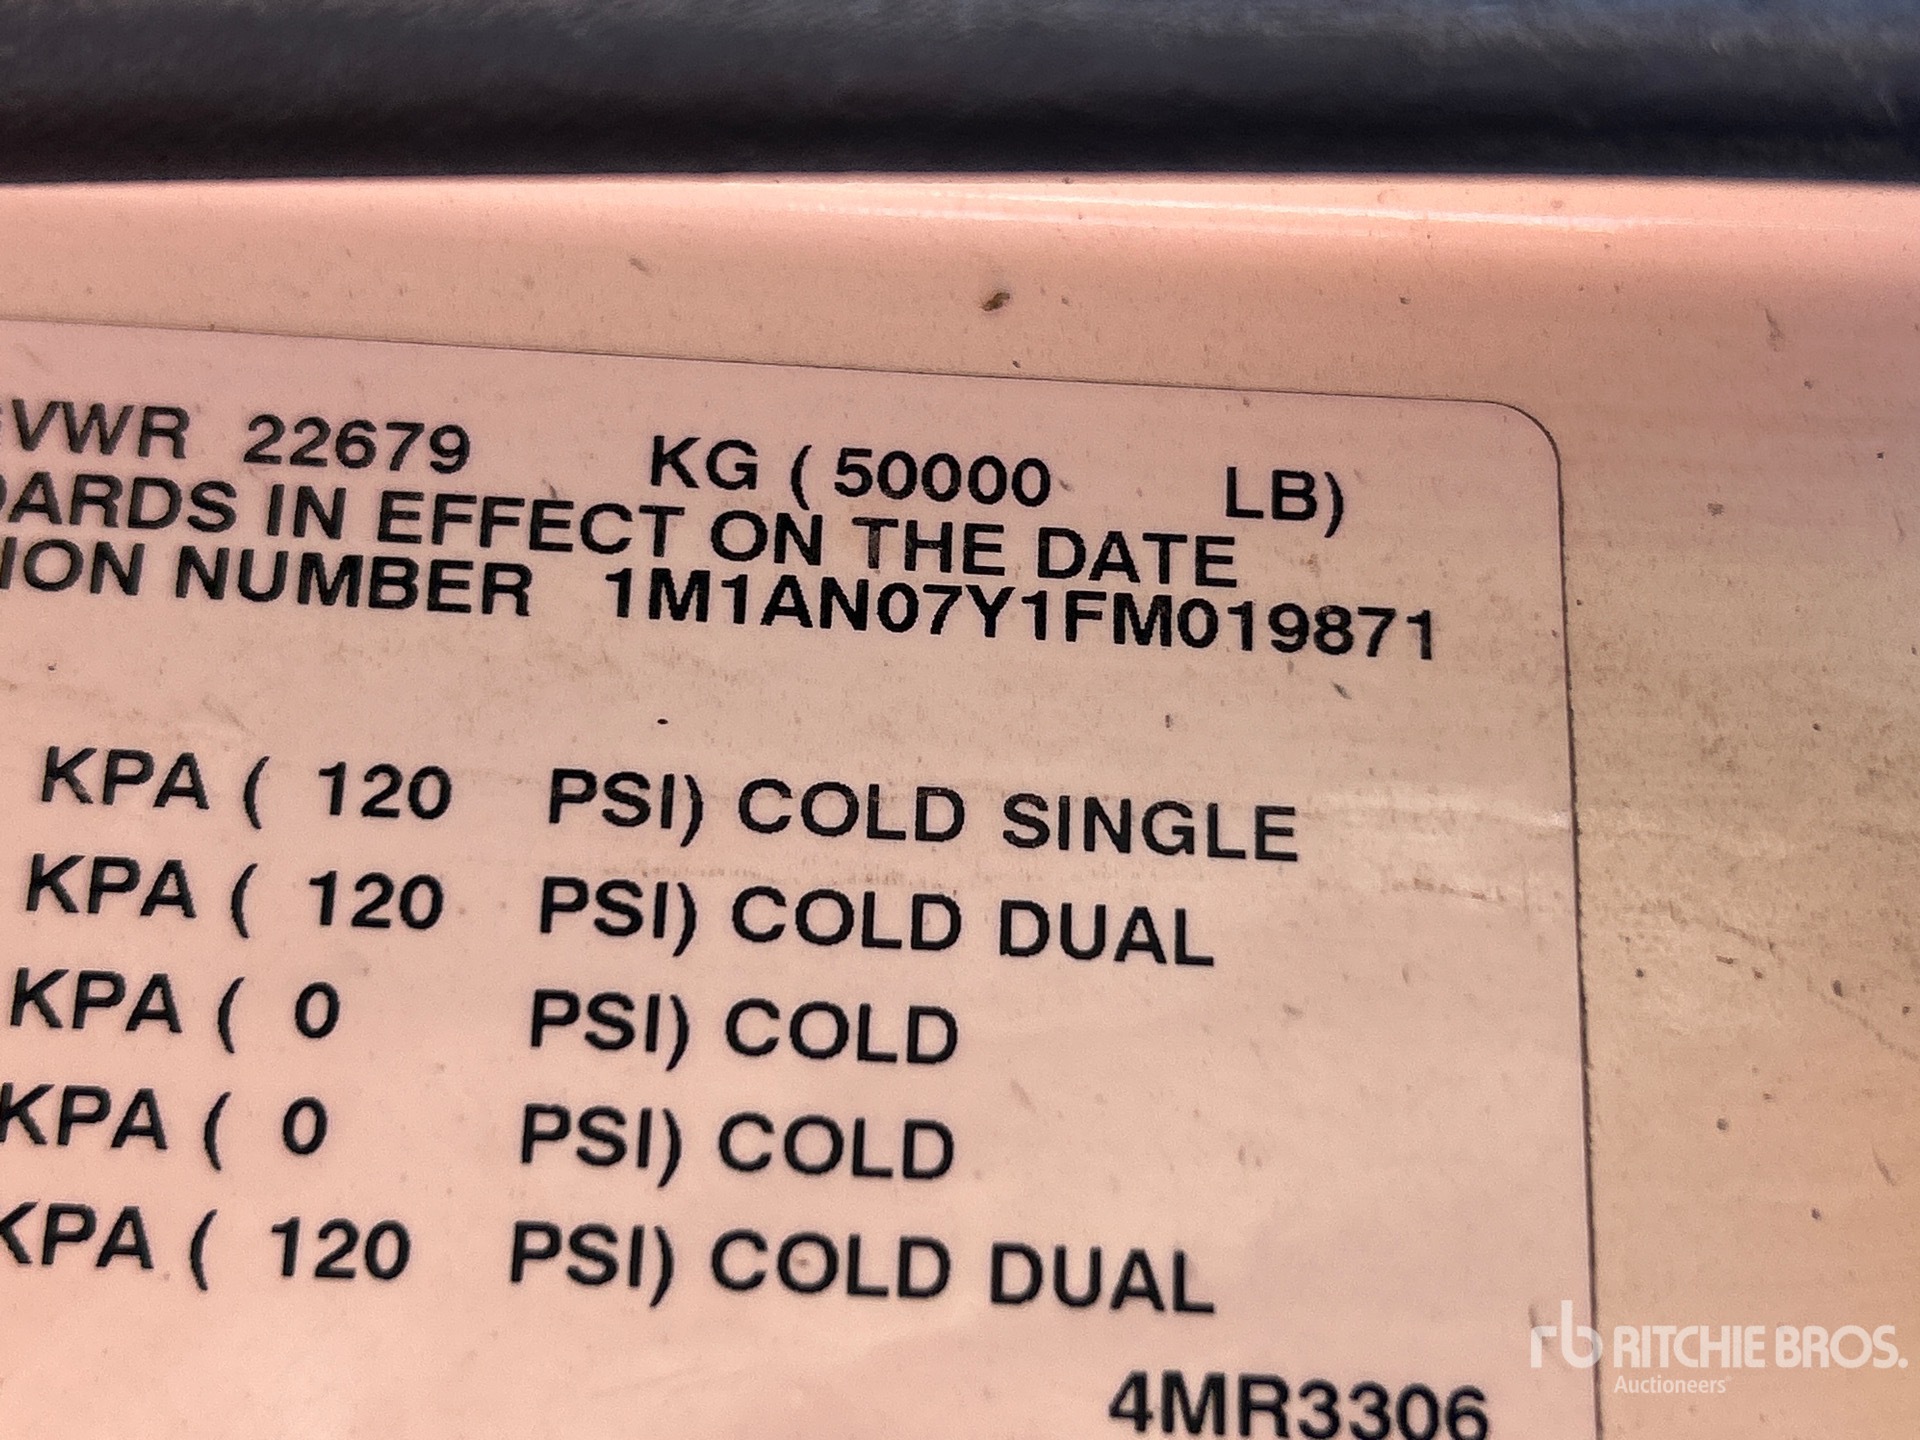 GVWR 22679 KG ( 50000 LB)
DARDS IN EFFECT ON THE DATE
ION NUMBER 1M1AN07Y1FM019871
KPA ( 120 PSI) COLD SINGLE
KPA ( 120 PSI) COLD DUAL
KPA ( 0 PSI) COLD
KPA ( 0 PSI) COLD
KPA ( 120 PSI) COLD DUAL
4MR3306
rb RITCHIE BROS.
Auctioneers